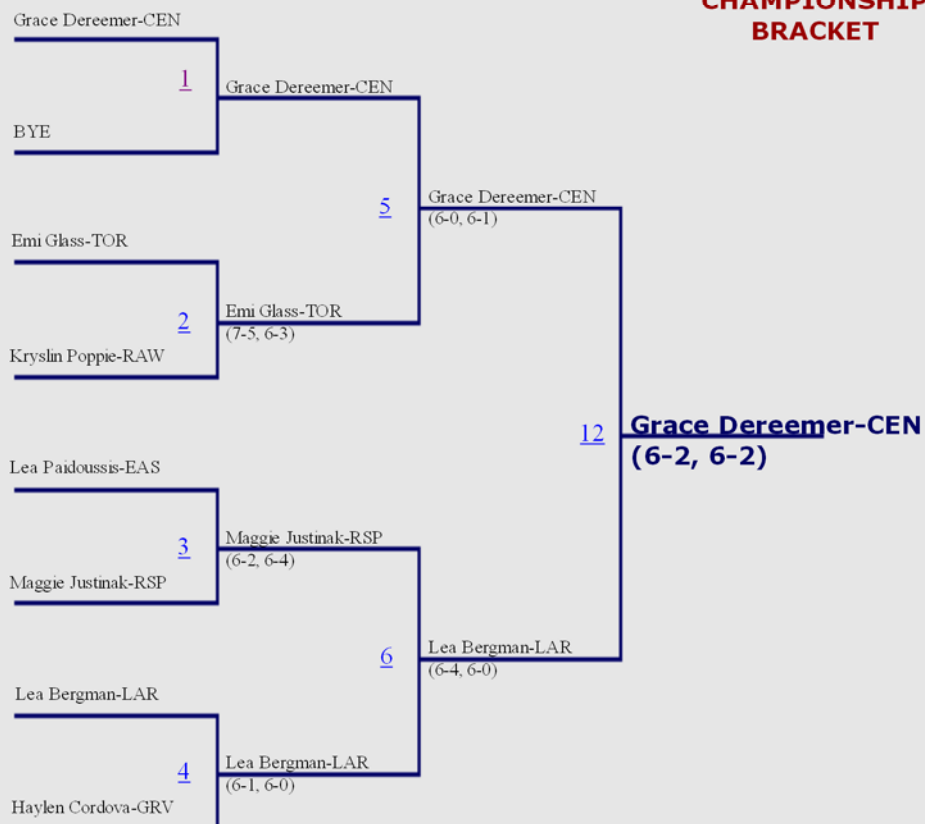 CHAMPIONSHIP
BRACKET
Grace Dereemer-CEN
1
Grace Dereemer-CEN
BYE
5
Grace Dereemer-CEN
(6-0, 6-1)
Emi Glass-TOR
2
Emi Glass-TOR
(7-5, 6-3)
Kryslin Poppie-RAW
12
Grace Dereemer-CEN
(6-2, 6-2)
Lea Paidoussis-EAS
3
Maggie Justinak-RSP
(6-2, 6-4)
Maggie Justinak-RSP
6
Lea Bergman-LAR
(6-4, 6-0)
Lea Bergman-LAR
4
Lea Bergman-LAR
(6-1, 6-0)
Haylen Cordova-GRV